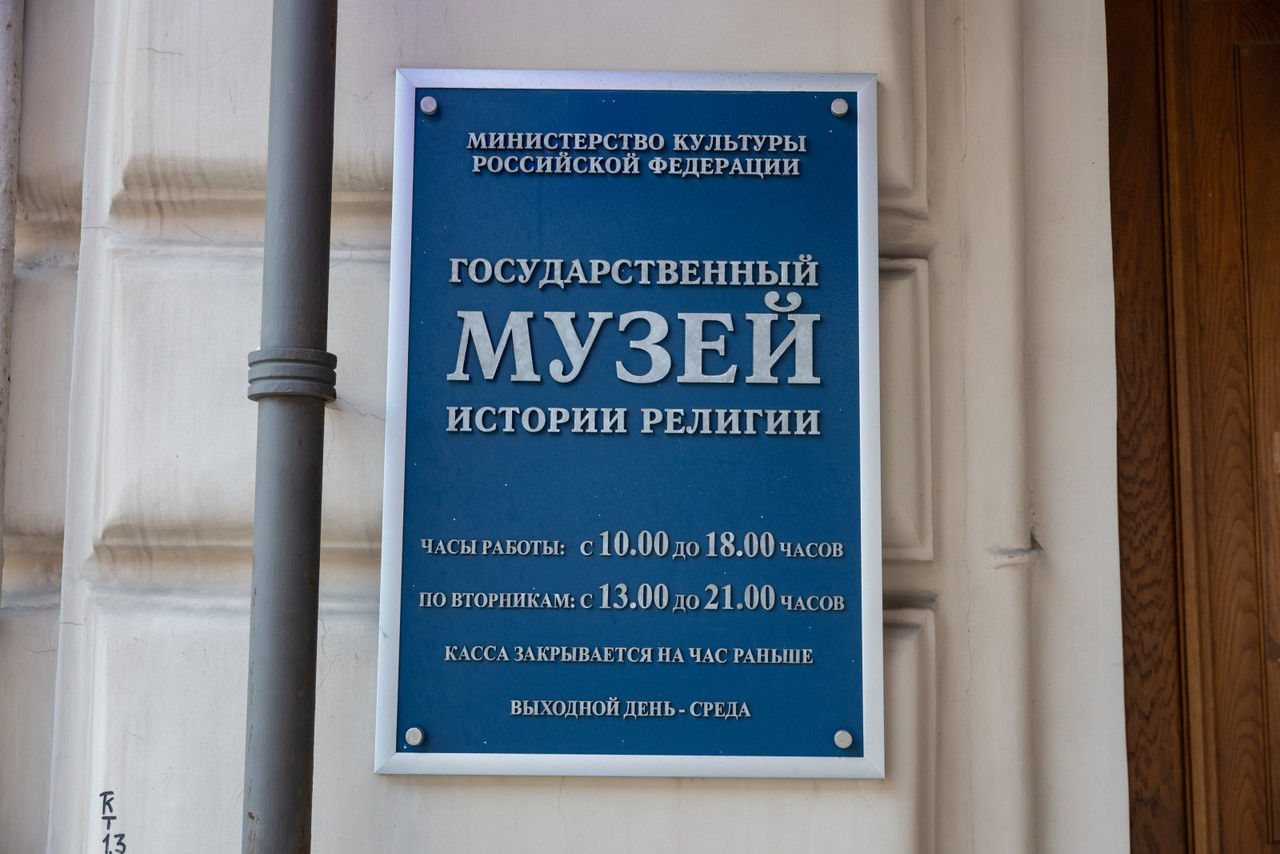 МИНИСТЕРСТВО КУЛЬТУРЫ
РОССИЙСКОЙ ФЕДЕРАЦИИ
ГОСУДАРСТВЕННЫЙ
МУЗЕЙ
ИСТОРИИ РЕЛИГИИ
ЧАСЫ РАБОТЫ: С 10.00 ДО 18.00 ЧАСОВ
ПО ВТОРНИКАМ: С 13.00 ДО 21.00 ЧАСОВ
КАССА ЗАКРЫВАЕТСЯ НА ЧАС РАНЬШЕ
ВЫХОДНОЙ ДЕНЬ - СРЕДА
К
Т
13